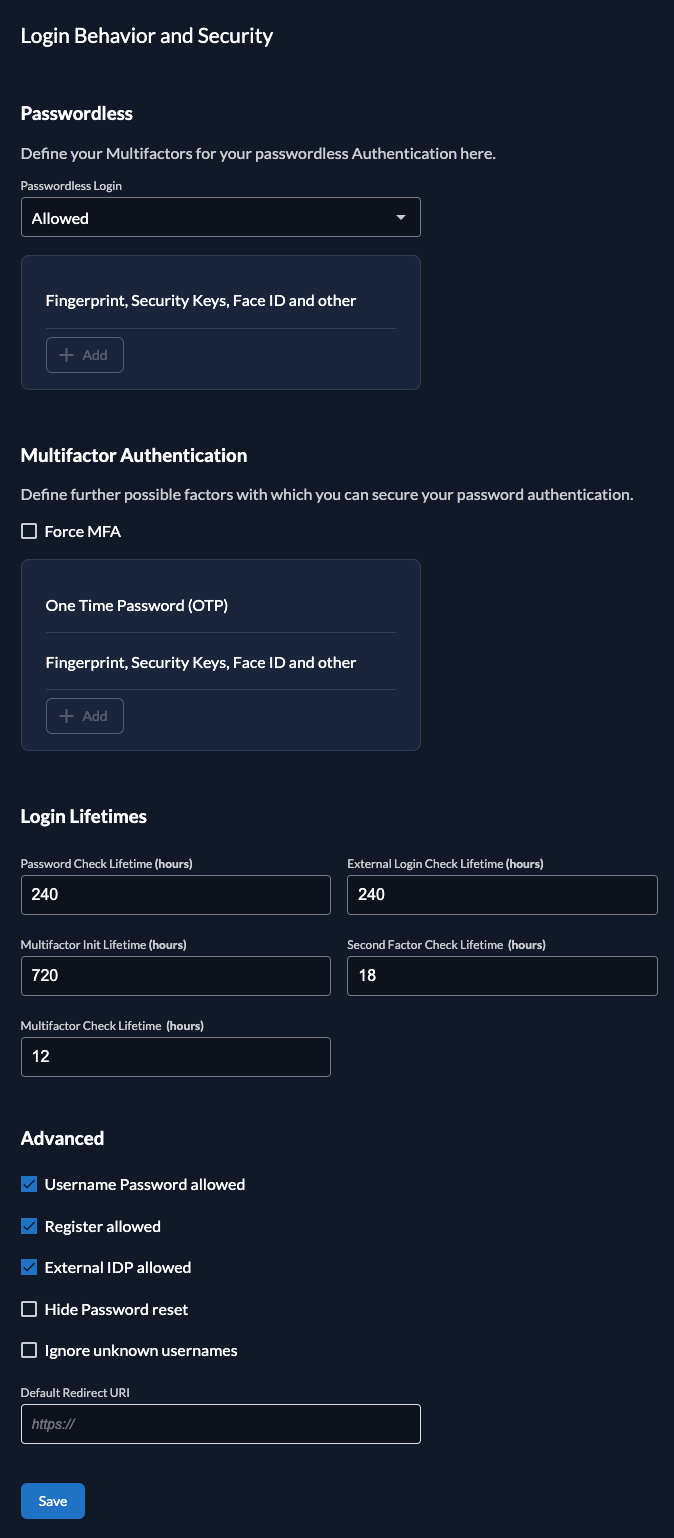 Login Behavior and Security
Passwordless
Define your Multifactors for your passwordless Authentication here.
Passwordless Login
Allowed
Fingerprint, Security Keys, Face ID and other
Add
Multifactor Authentication
Define further possible factors with which you can secure your password authentication.
Force MFA
One Time Password (OTP)
Fingerprint, Security Keys, Face ID and other
Add
Login Lifetimes
Password Check Lifetime (hours)
External Login Check Lifetime (hours)
240
240
Multifactor Init Lifetime (hours)
Second Factor Check Lifetime (hours)
720
18
Multifactor Check Lifetime (hours)
12
Advanced
Username Password allowed
Register allowed
External IDP allowed
Hide Password reset
Ignore unknown usernames
Default Redirect URI
https://
Save